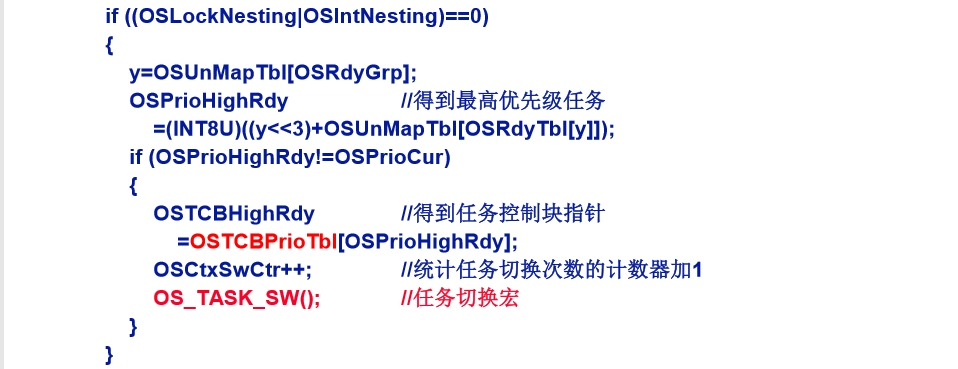 if ((OSLockNesting|OSIntNesting)==0)
{
y=OSUnMapTbl[OSRdyGrp];
OSPrioHighRdy //得到最高优先级任务
=(INT8U)((y<<3)+OSUnMapTbl[OSRdyTbl[y]]);
if (OSPrioHighRdy!=OSPrioCur)
{
OSTCBHighRdy //得到任务控制块指针
=OSTCBPrioTbl[OSPrioHighRdy];
OSCtxSwCtr++; //统计任务切换次数的计数器加1
OS_TASK_SW(); //任务切换宏
}
}